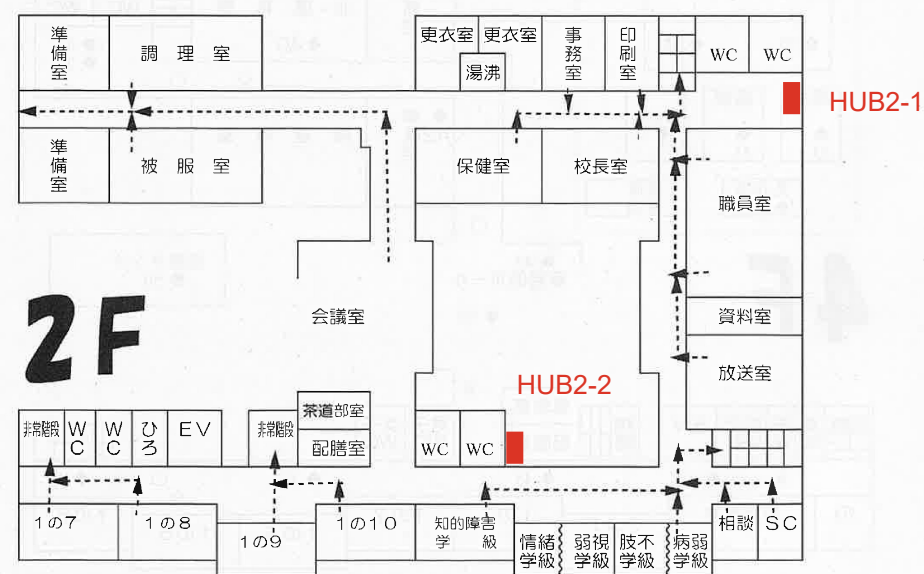 準備室
調理室
更衣室
更衣室
湯沸
事務室
印刷室
WC
WC
HUB2-1
準備室
被服室
保健室
校長室
職員室
会議室
資料室
放送室
2F
HUB2-2
非常階段
WC
WC
ひろ
EV
非常階段
茶道部室
配膳室
WC
WC
1の7
1の8
1の9
1の10
知的障害
学級
情緒
学級
弱視
学級
肢不
学級
病弱
学級
相談
SC